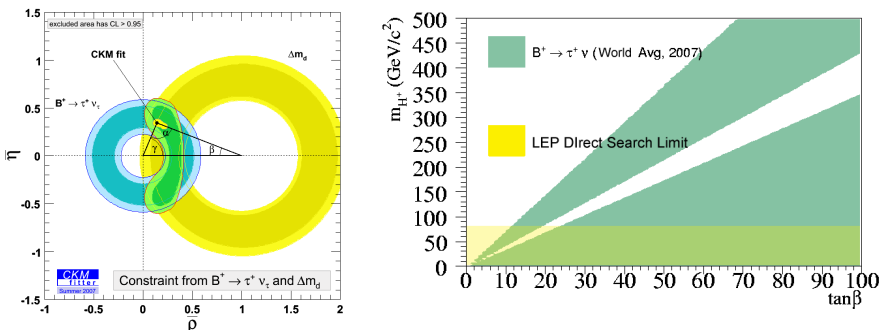 excluded area has CL > 0.95
CKM fit
Δm_d
B⁺ → τ⁺ ν_τ
α
γ
β
η̄
1.5
1
0.5
0
-0.5
-1
-1.5
CKM
fitter
Summer 2007
Constraint from B⁺ → τ⁺ ν_τ and Δm_d
-1 -0.5 0 0.5 1 1.5 2
ρ̄
m_H⁺ (GeV/c²)
500
450
400
350
300
250
200
150
100
50
0
B⁺ → τ⁺ ν (World Avg, 2007)
LEP DIrect Search Limit
0 10 20 30 40 50 60 70 80 90 100
tanβ